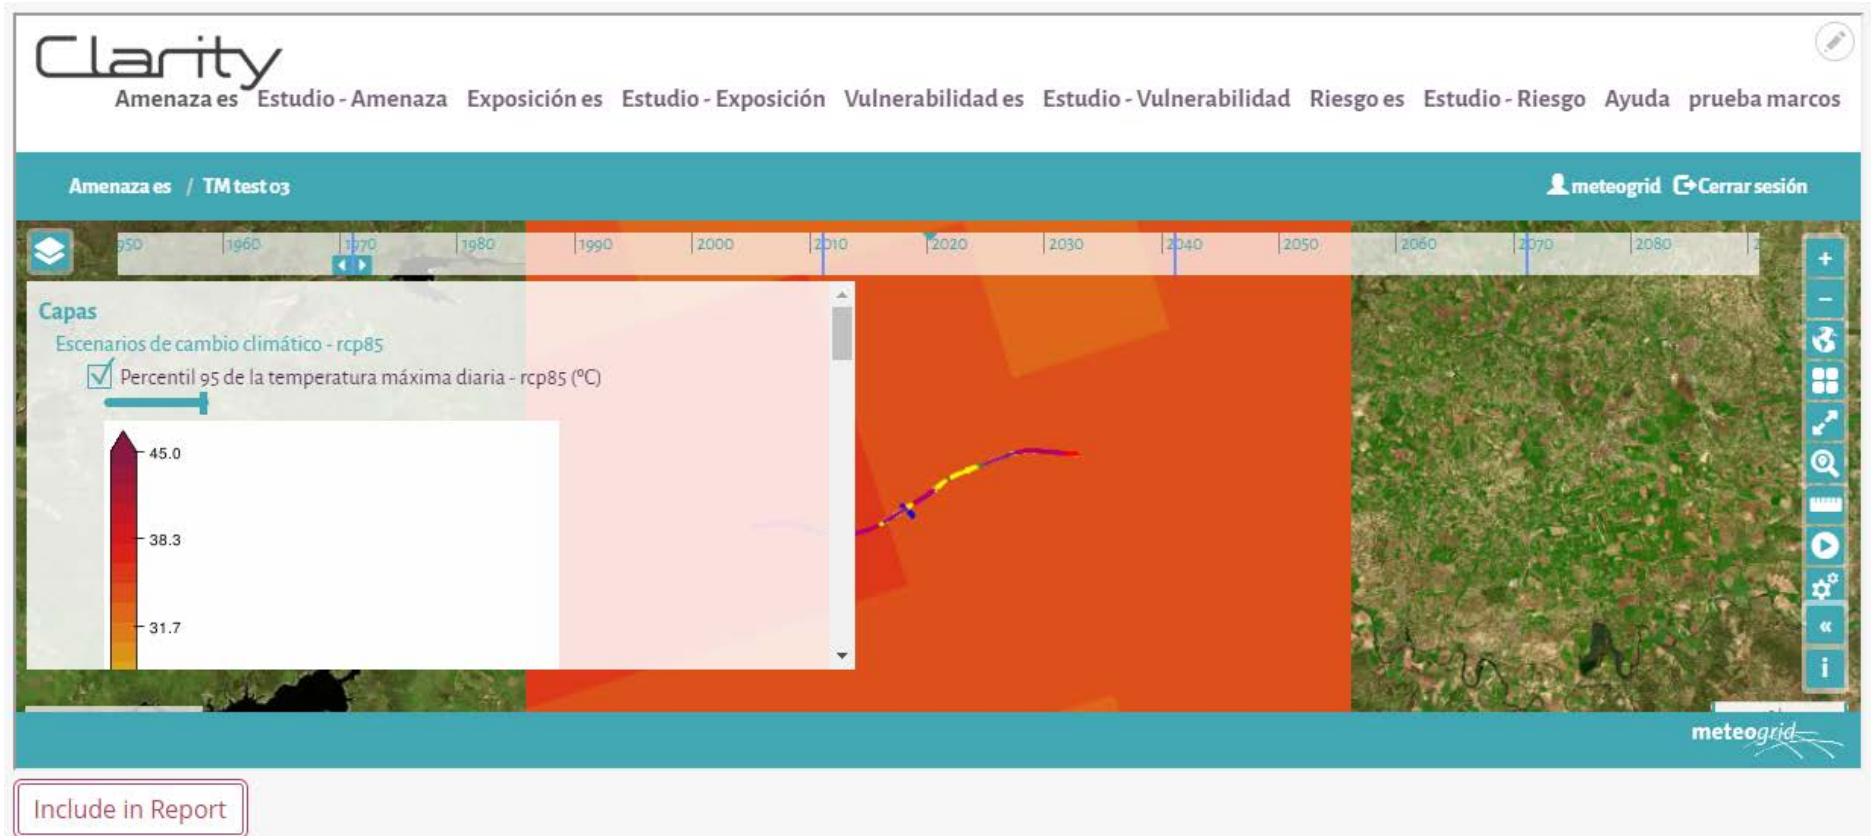 Clarity
Amenaza es Estudio - Amenaza Exposición es Estudio - Exposición Vulnerabilidad es Estudio - Vulnerabilidad Riesgo es Estudio - Riesgo Ayuda prueba marcos
Amenaza es / TM test 03
meteogrid Cerrar sesión
950 1960 1970 1980 1990 2000 2010 2020 2030 2040 2050 2060 2070 2080 2
Capas
Escenarios de cambio climático - rcp85
Percentil 95 de la temperatura máxima diaria - rcp85 (ºC)
45.0
38.3
31.7
meteogrid
Include in Report